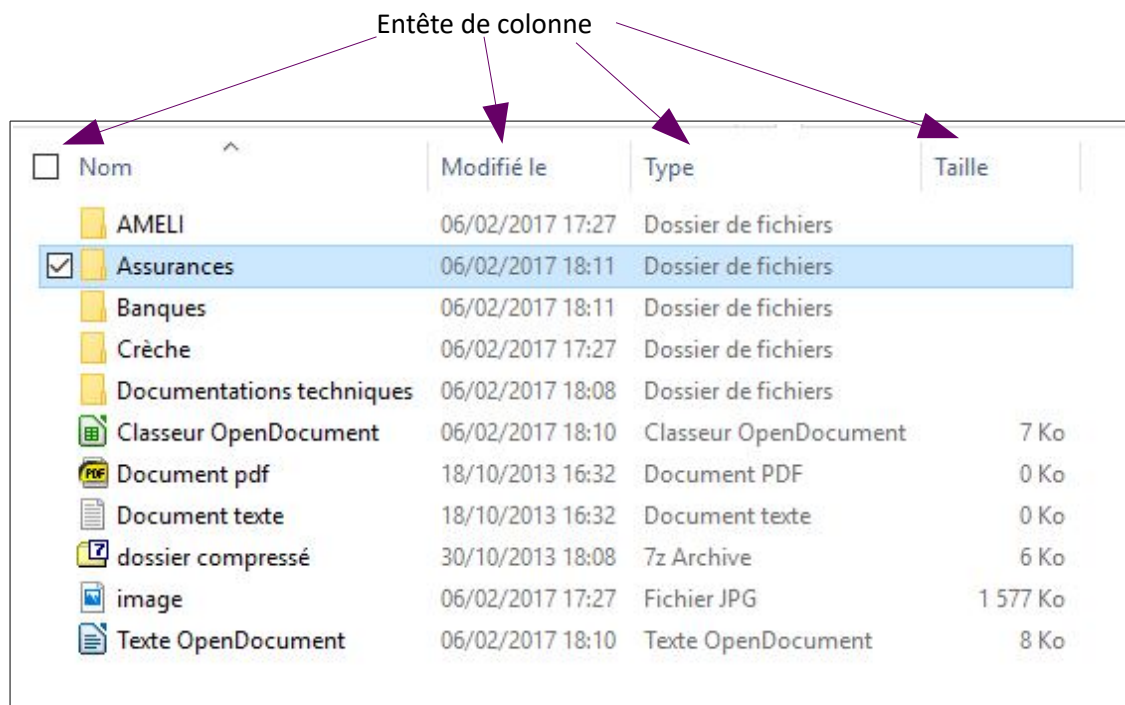 Entête de colonne
Nom Modifié le Type Taille
AMELI 06/02/2017 17:27 Dossier de fichiers
Assurances 06/02/2017 18:11 Dossier de fichiers
Banques 06/02/2017 18:11 Dossier de fichiers
Crèche 06/02/2017 17:27 Dossier de fichiers
Documentations techniques 06/02/2017 18:08 Dossier de fichiers
Classeur OpenDocument 06/02/2017 18:10 Classeur OpenDocument 7 Ko
PDF Document pdf 18/10/2013 16:32 Document PDF 0 Ko
Document texte 18/10/2013 16:32 Document texte 0 Ko
7 dossier compressé 30/10/2013 18:08 7z Archive 6 Ko
image 06/02/2017 17:27 Fichier JPG 1 577 Ko
Texte OpenDocument 06/02/2017 18:10 Texte OpenDocument 8 Ko